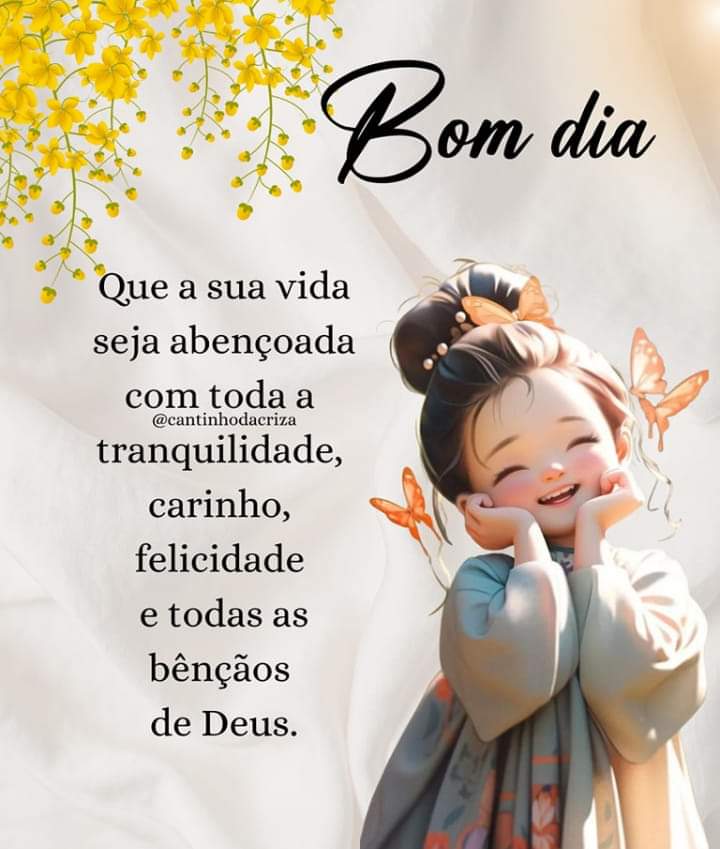 Bom dia
Que a sua vida
seja abençoada
com toda a
@cantinhodacriza
tranquilidade,
carinho,
felicidade
e todas as
bênçãos
de Deus.